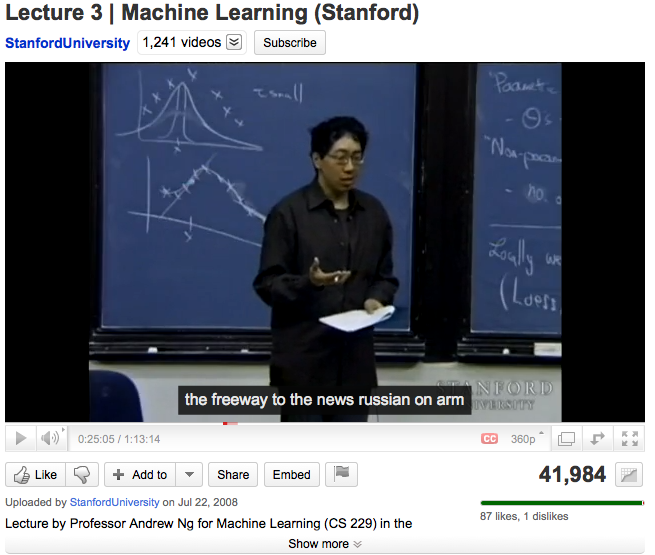 Lecture 3 | Machine Learning (Stanford)
StanfordUniversity 1,241 videos Subscribe
τ small
"Parametric
- θs
"Non-param
- no. o
Locally we
(Loess
STANFORD
UNIVERSITY
the freeway to the news russian on arm
0:25:05 / 1:13:14 CC 360p
Like + Add to Share Embed 41,984
Uploaded by StanfordUniversity on Jul 22, 2008
87 likes, 1 dislikes
Lecture by Professor Andrew Ng for Machine Learning (CS 229) in the
Show more